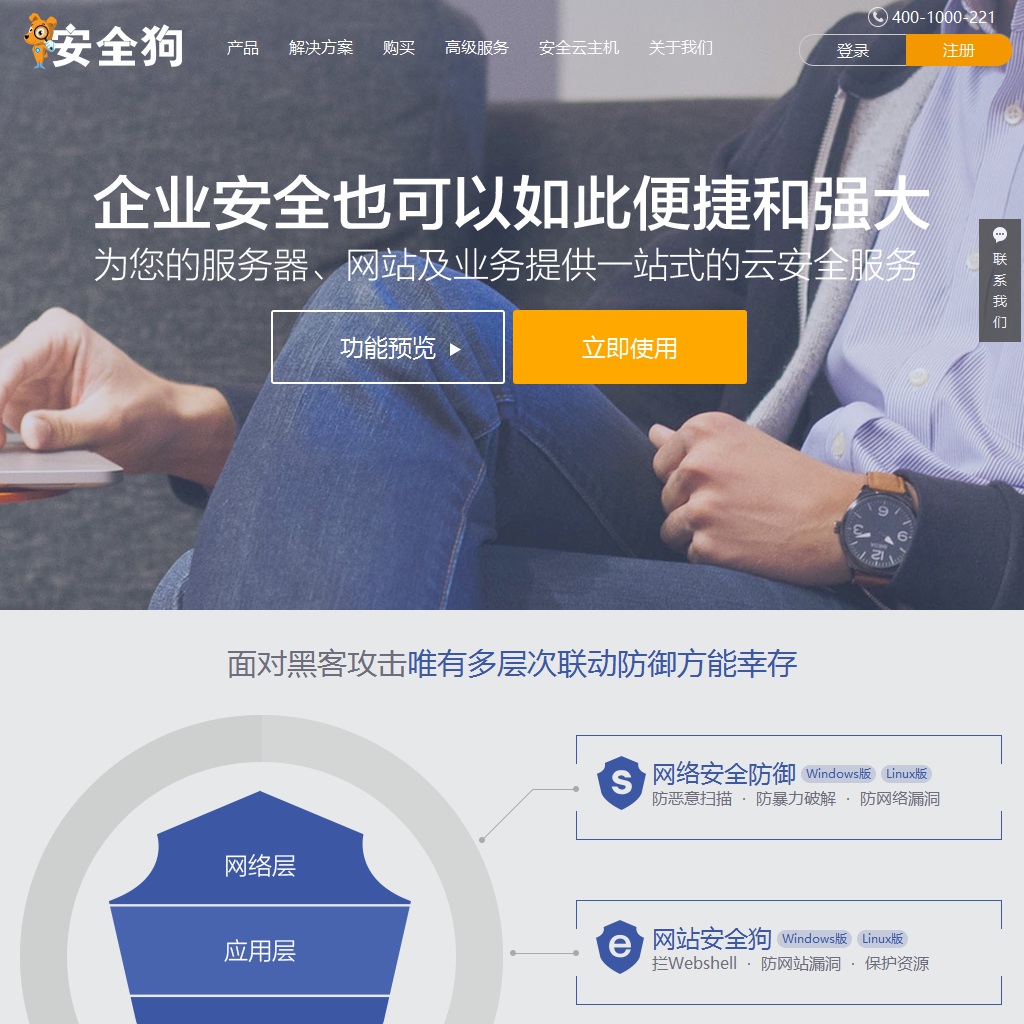 400-1000-221
安全狗
产品 解决方案 购买 高级服务 安全云主机 关于我们
登录 注册
企业安全也可以如此便捷和强大
为您的服务器、网站及业务提供一站式的云安全服务
联系我们
功能预览 立即使用
面对黑客攻击唯有多层次联动防御方能幸存
网络层
应用层
S
网络安全防御 Windows版 Linux版
防恶意扫描 · 防暴力破解 · 防网络漏洞
e
网站安全狗 Windows版 Linux版
拦Webshell · 防网站漏洞 · 保护资源